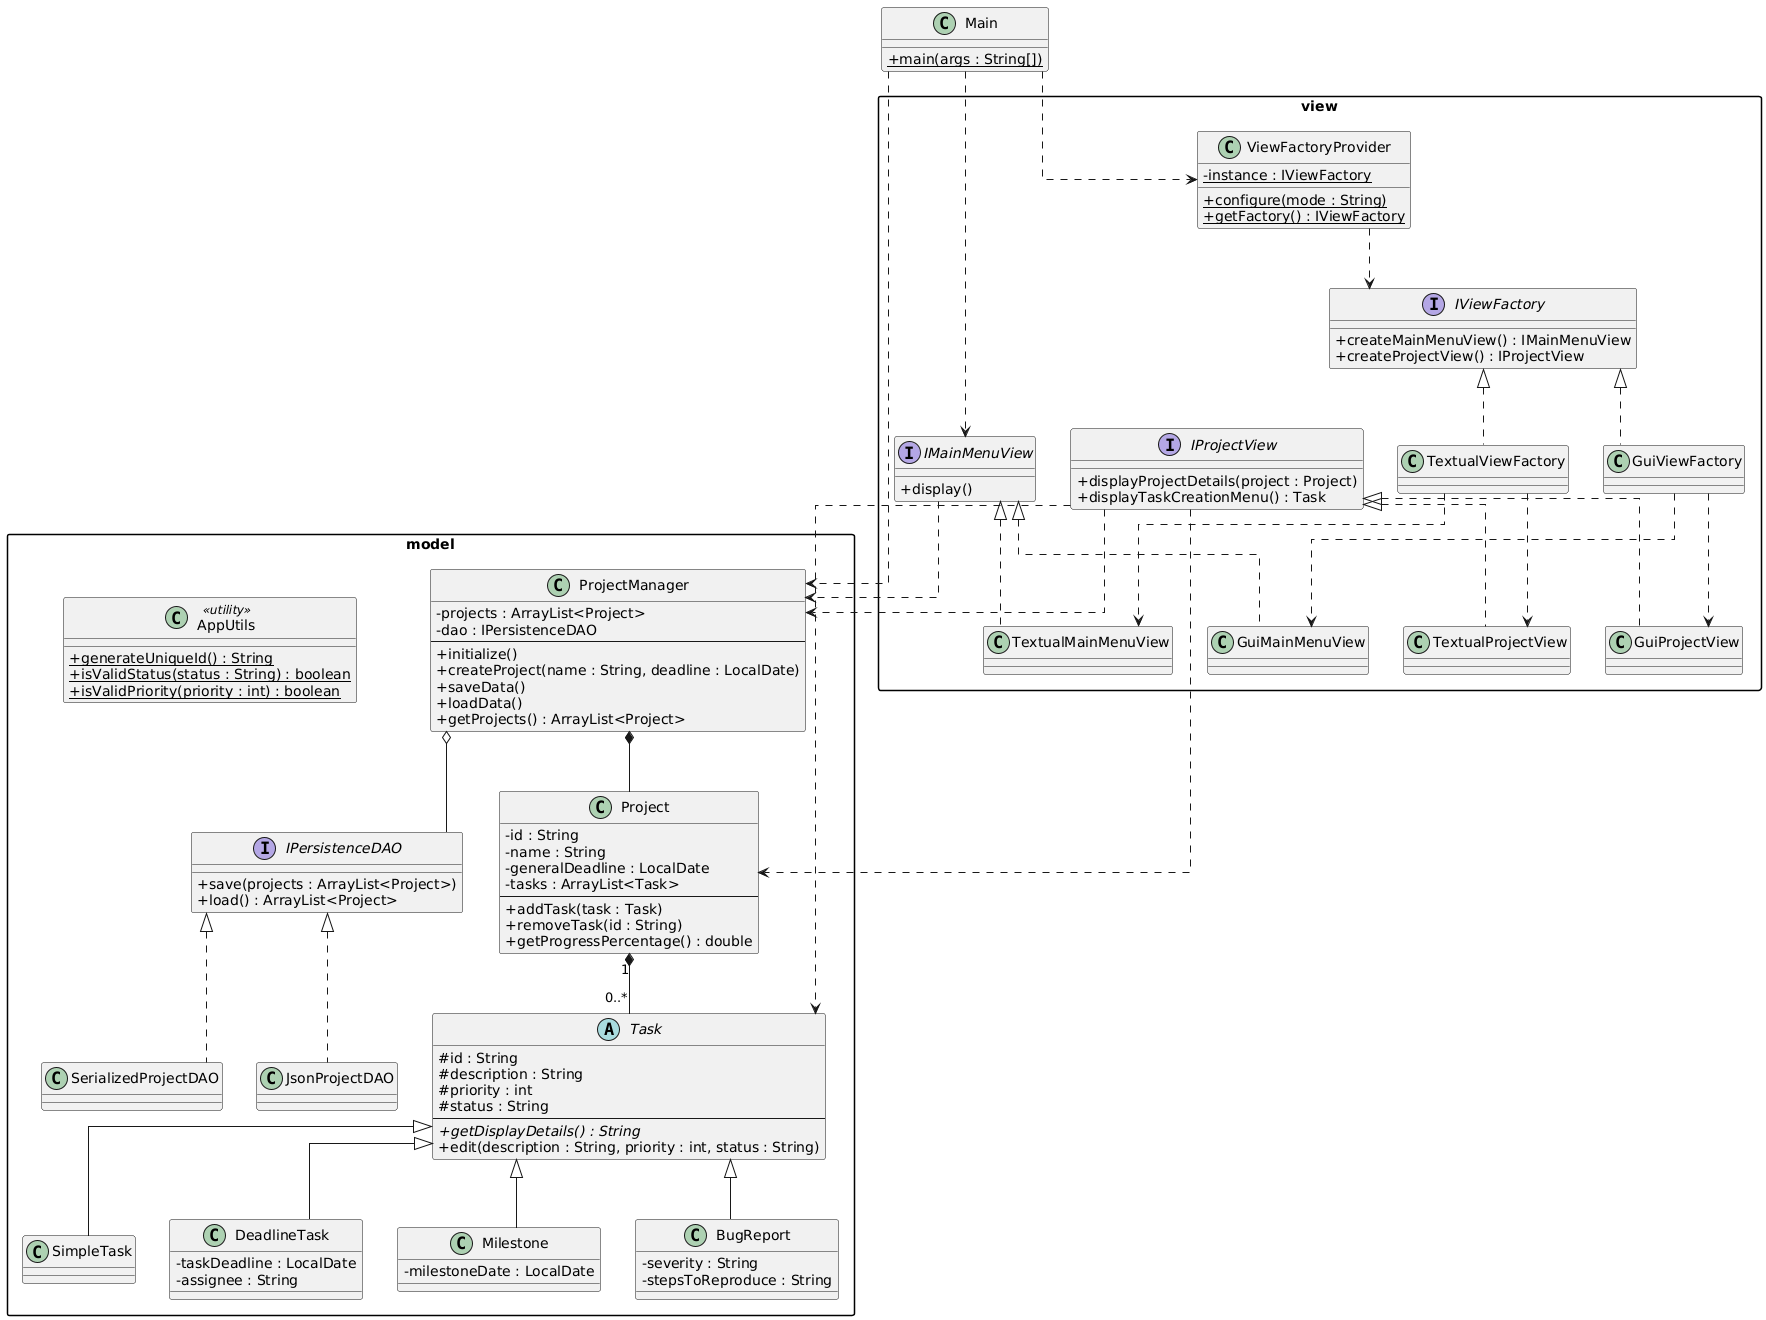 C Main
+main(args : String[])
view
C ViewFactoryProvider
-instance : IViewFactory
+configure(mode : String)
+getFactory() : IViewFactory
I IViewFactory
+createMainMenuView() : IMainMenuView
+createProjectView() : IProjectView
I IMainMenuView
+display()
I IProjectView
+displayProjectDetails(project : Project)
+displayTaskCreationMenu() : Task
C TextualViewFactory
C GuiViewFactory
C TextualMainMenuView
C GuiMainMenuView
C TextualProjectView
C GuiProjectView
model
C «utility»
AppUtils
+generateUniqueId() : String
+isValidStatus(status : String) : boolean
+isValidPriority(priority : int) : boolean
C ProjectManager
-projects : ArrayList<Project>
-dao : IPersistenceDAO
+initialize()
+createProject(name : String, deadline : LocalDate)
+saveData()
+loadData()
+getProjects() : ArrayList<Project>
I IPersistenceDAO
+save(projects : ArrayList<Project>)
+load() : ArrayList<Project>
C Project
-id : String
-name : String
-generalDeadline : LocalDate
-tasks : ArrayList<Task>
+addTask(task : Task)
+removeTask(id : String)
+getProgressPercentage() : double
1
0..*
C SerializedProjectDAO
C JsonProjectDAO
A Task
#id : String
#description : String
#priority : int
#status : String
+getDisplayDetails() : String
+edit(description : String, priority : int, status : String)
C SimpleTask
C DeadlineTask
-taskDeadline : LocalDate
-assignee : String
C Milestone
-milestoneDate : LocalDate
C BugReport
-severity : String
-stepsToReproduce : String